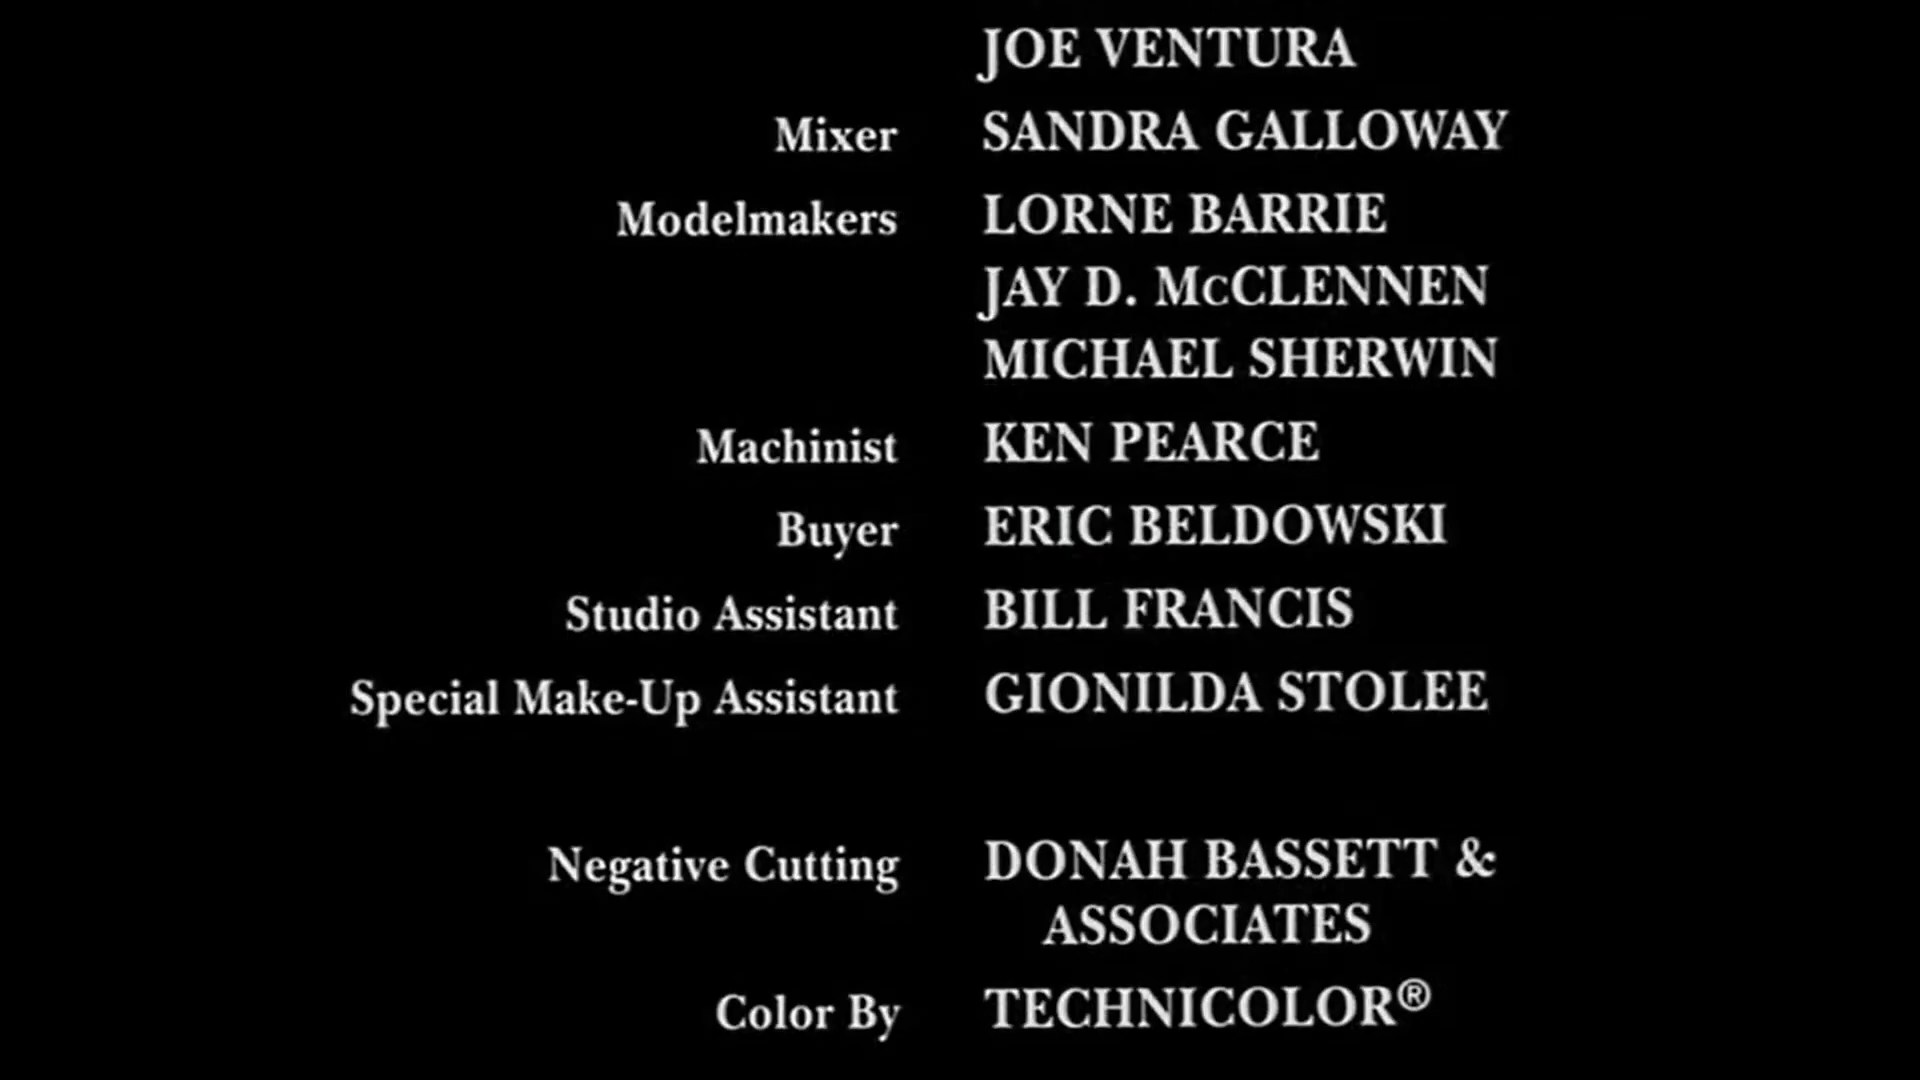 JOE VENTURA
Mixer SANDRA GALLOWAY
Modelmakers LORNE BARRIE
JAY D. McCLENNEN
MICHAEL SHERWIN
Machinist KEN PEARCE
Buyer ERIC BELDOWSKI
Studio Assistant BILL FRANCIS
Special Make-Up Assistant GIONILDA STOLEE
Negative Cutting DONAH BASSETT &
ASSOCIATES
Color By TECHNICOLOR®